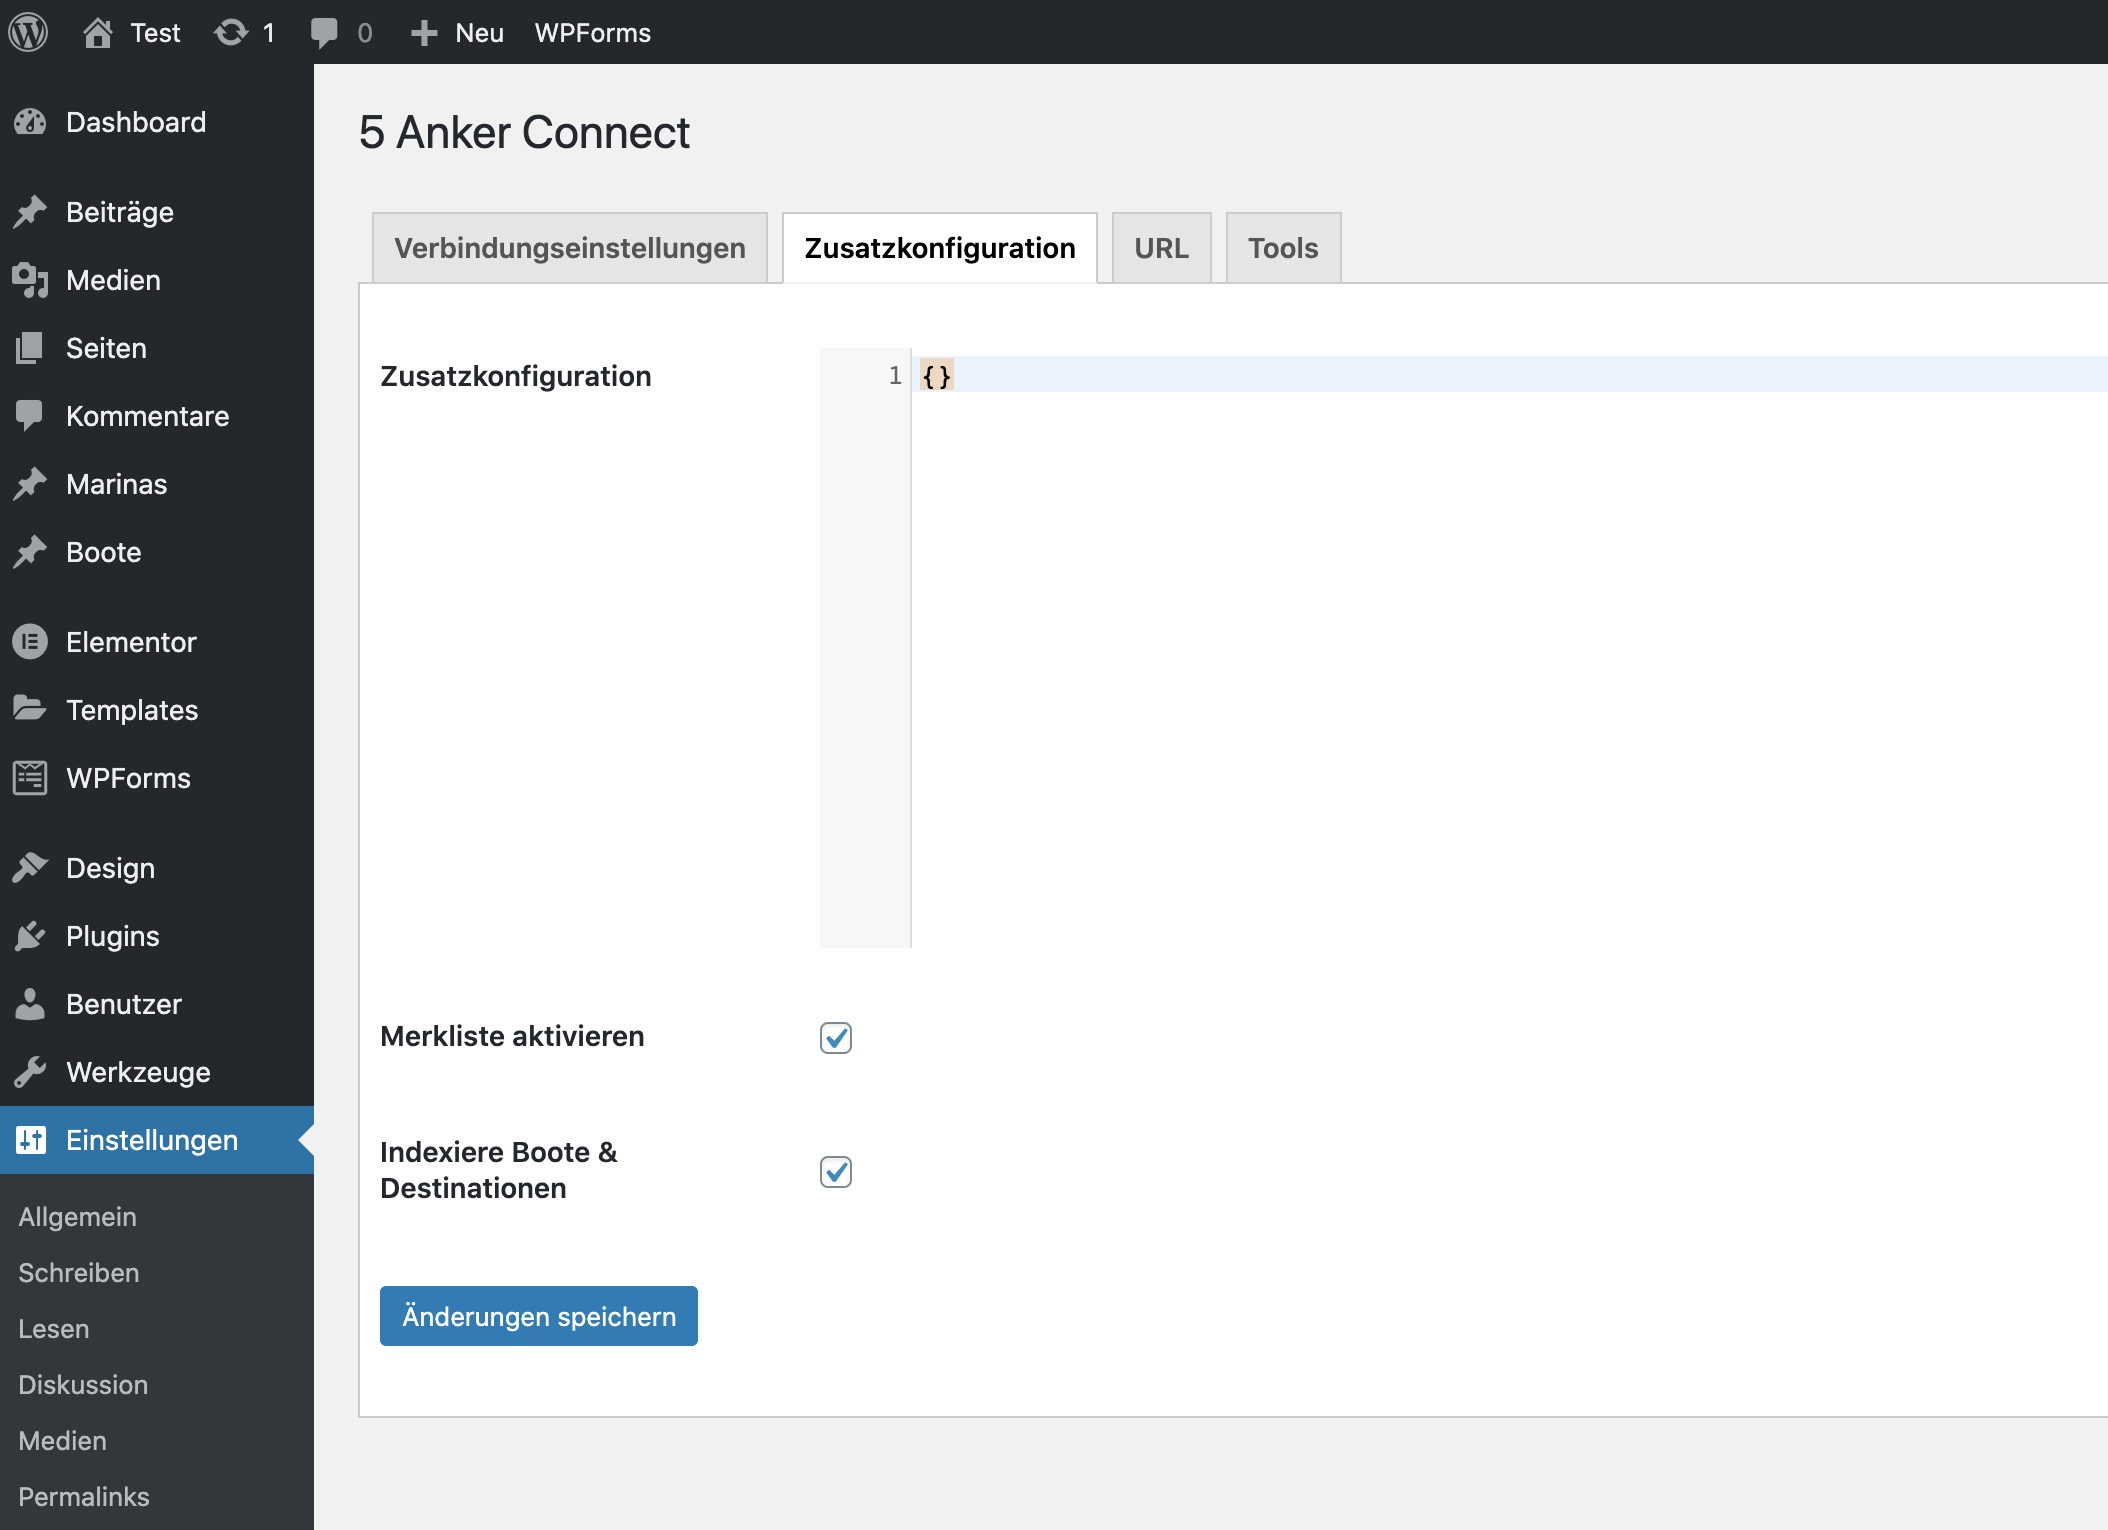 Test 1 0 Neu WPForms
Dashboard
Beiträge
Medien
Seiten
Kommentare
Marinas
Boote
Elementor
Templates
WPForms
Design
Plugins
Benutzer
Werkzeuge
Einstellungen
Allgemein
Schreiben
Lesen
Diskussion
Medien
Permalinks
5 Anker Connect
Verbindungseinstellungen Zusatzkonfiguration URL Tools
Zusatzkonfiguration
1 {}
Merkliste aktivieren
Indexiere Boote &
Destinationen
Änderungen speichern